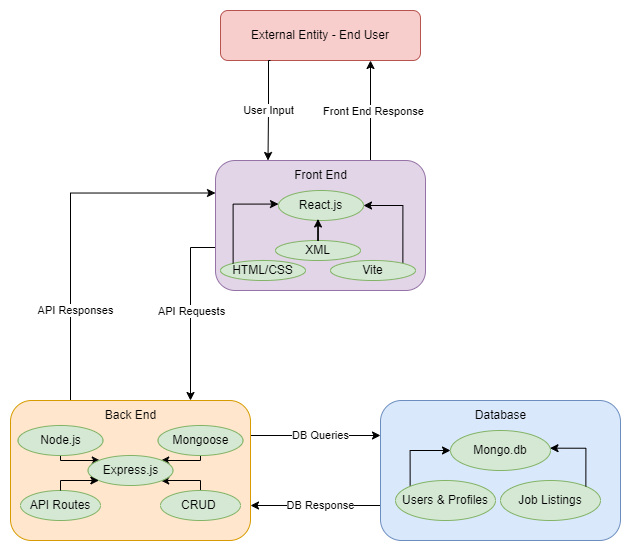 External Entity - End User
User Input
Front End Response
Front End
React.js
XML
HTML/CSS
Vite
API Responses
API Requests
Back End
Node.js
Mongoose
Express.js
API Routes
CRUD
DB Queries
DB Response
Database
Mongo.db
Users & Profiles
Job Listings